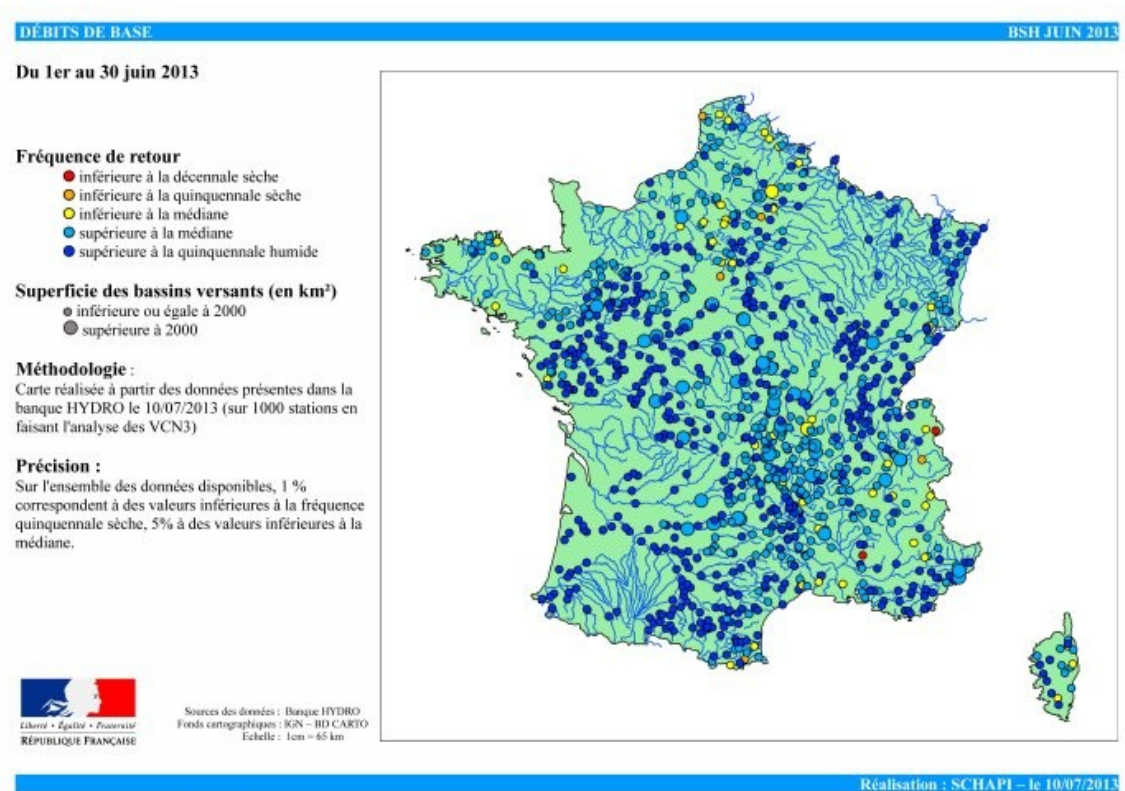 DÉBITS DE BASE
BSH JUIN 2013
Du 1er au 30 juin 2013
Fréquence de retour
inférieure à la décennale sèche
inférieure à la quinquennale sèche
inférieure à la médiane
supérieure à la médiane
supérieure à la quinquennale humide
Superficie des bassins versants (en km²)
inférieure ou égale à 2000
supérieure à 2000
Méthodologie :
Carte réalisée à partir des données présentes dans la
banque HYDRO le 10/07/2013 (sur 1000 stations en
faisant l'analyse des VCN3)
Précision :
Sur l'ensemble des données disponibles, 1 %
correspondent à des valeurs inférieures à la fréquence
quinquennale sèche, 5% à des valeurs inférieures à la
médiane.
Liberté • Égalité • Fraternité
RÉPUBLIQUE FRANÇAISE
Sources des données : Banque HYDRO
Fonds cartographiques : IGN – BD CARTO
Echelle : 1cm = 65 km
Réalisation : SCHAPI – le 10/07/2013